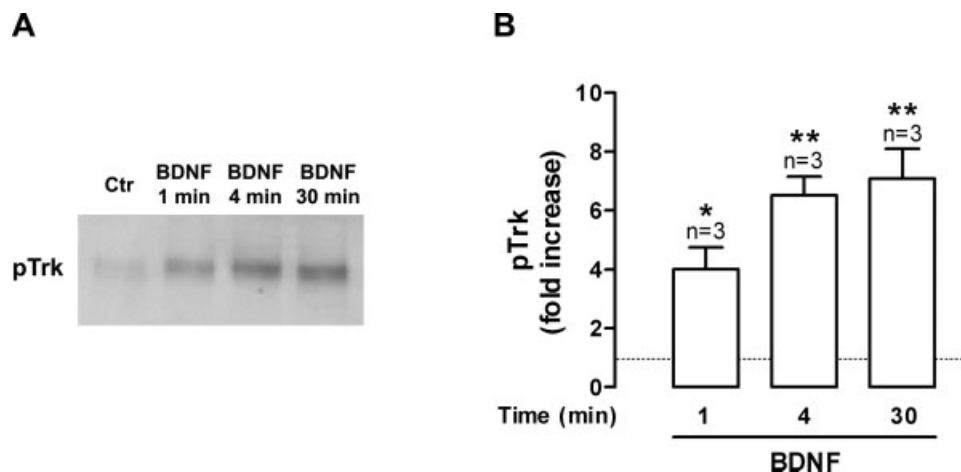 A
Ctr
BDNF
1 min
BDNF
4 min
BDNF
30 min
pTrk
B
pTrk
(fold increase)
10
8
6
4
2
0
*
n=3
**
n=3
**
n=3
Time (min)
1
4
30
BDNF